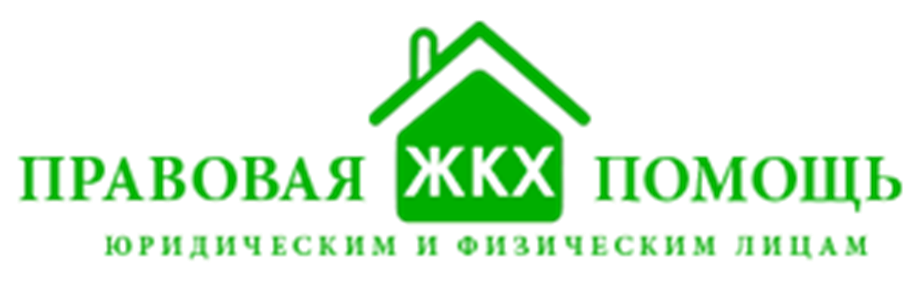 ПРАВОВАЯ ЖКХ ПОМОЩЬ
ЮРИДИЧЕСКИМ И ФИЗИЧЕСКИМ ЛИЦАМ